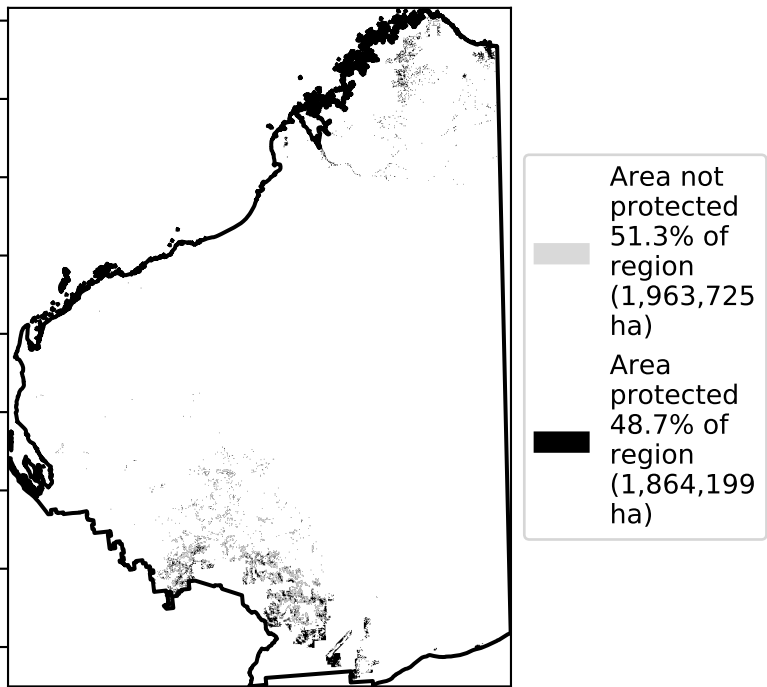 Area not
protected
51.3% of
region
(1,963,725
ha)
Area
protected
48.7% of
region
(1,864,199
ha)